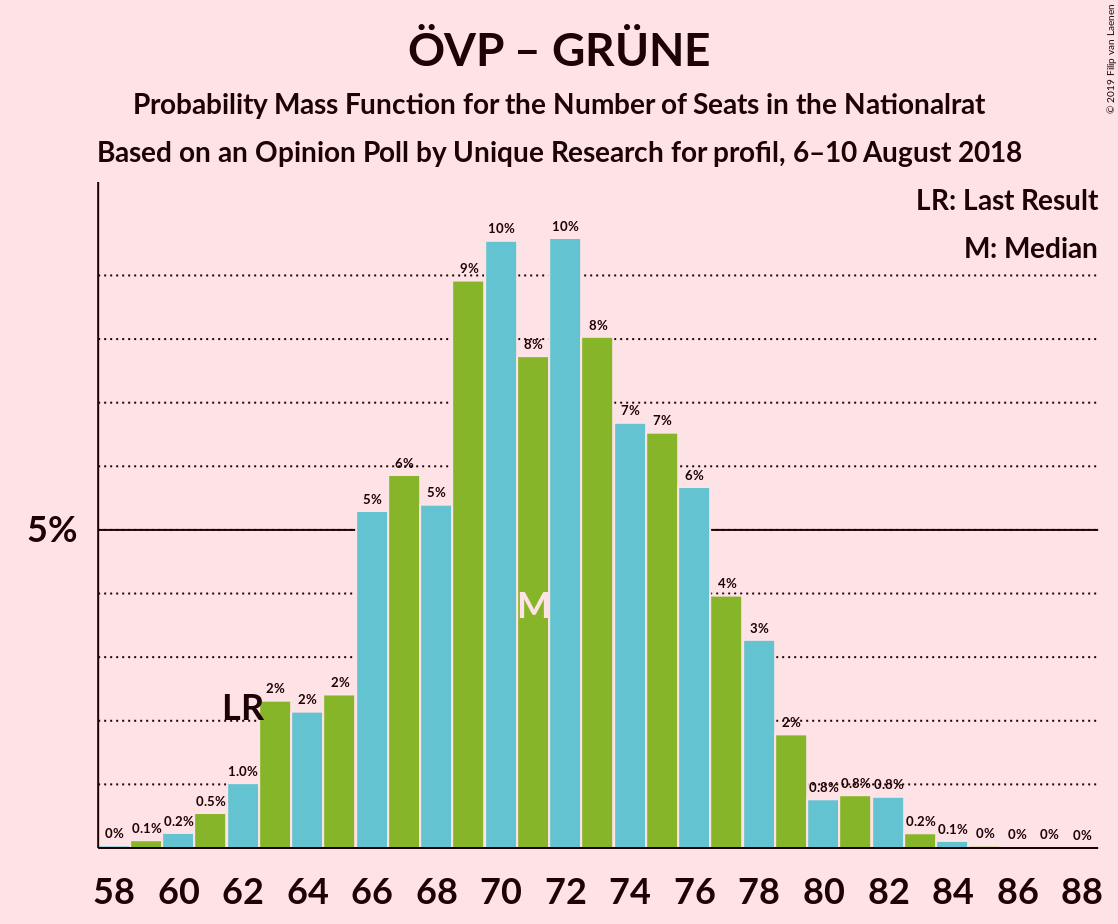 ÖVP – GRÜNE
Probability Mass Function for the Number of Seats in the Nationalrat
Based on an Opinion Poll by Unique Research for profil, 6–10 August 2018
© 2019 Filip van Laenen
LR: Last Result
M: Median
5%
0% 0.1% 0.2% 0.5% 1.0% 2% 2% 2% 5% 6% 5% 9% 10% 8% 10% 8% 7% 7% 6% 4% 3% 2% 0.8% 0.8% 0.8% 0.2% 0.1% 0% 0% 0% 0%
LR
M
58 60 62 64 66 68 70 72 74 76 78 80 82 84 86 88